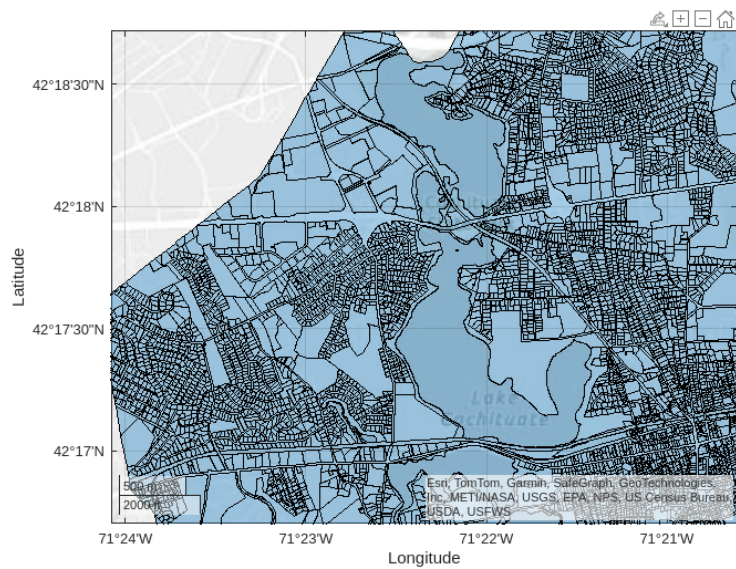 42°18'30"N
42°18'N
42°17'30"N
42°17'N
Latitude
Lake
Cochituate
500 m
2000 ft
Esri, TomTom, Garmin, SafeGraph, GeoTechnologies,
Inc, METI/NASA, USGS, EPA, NPS, US Census Bureau,
USDA, USFWS
71°24'W
71°23'W
71°22'W
71°21'W
Longitude